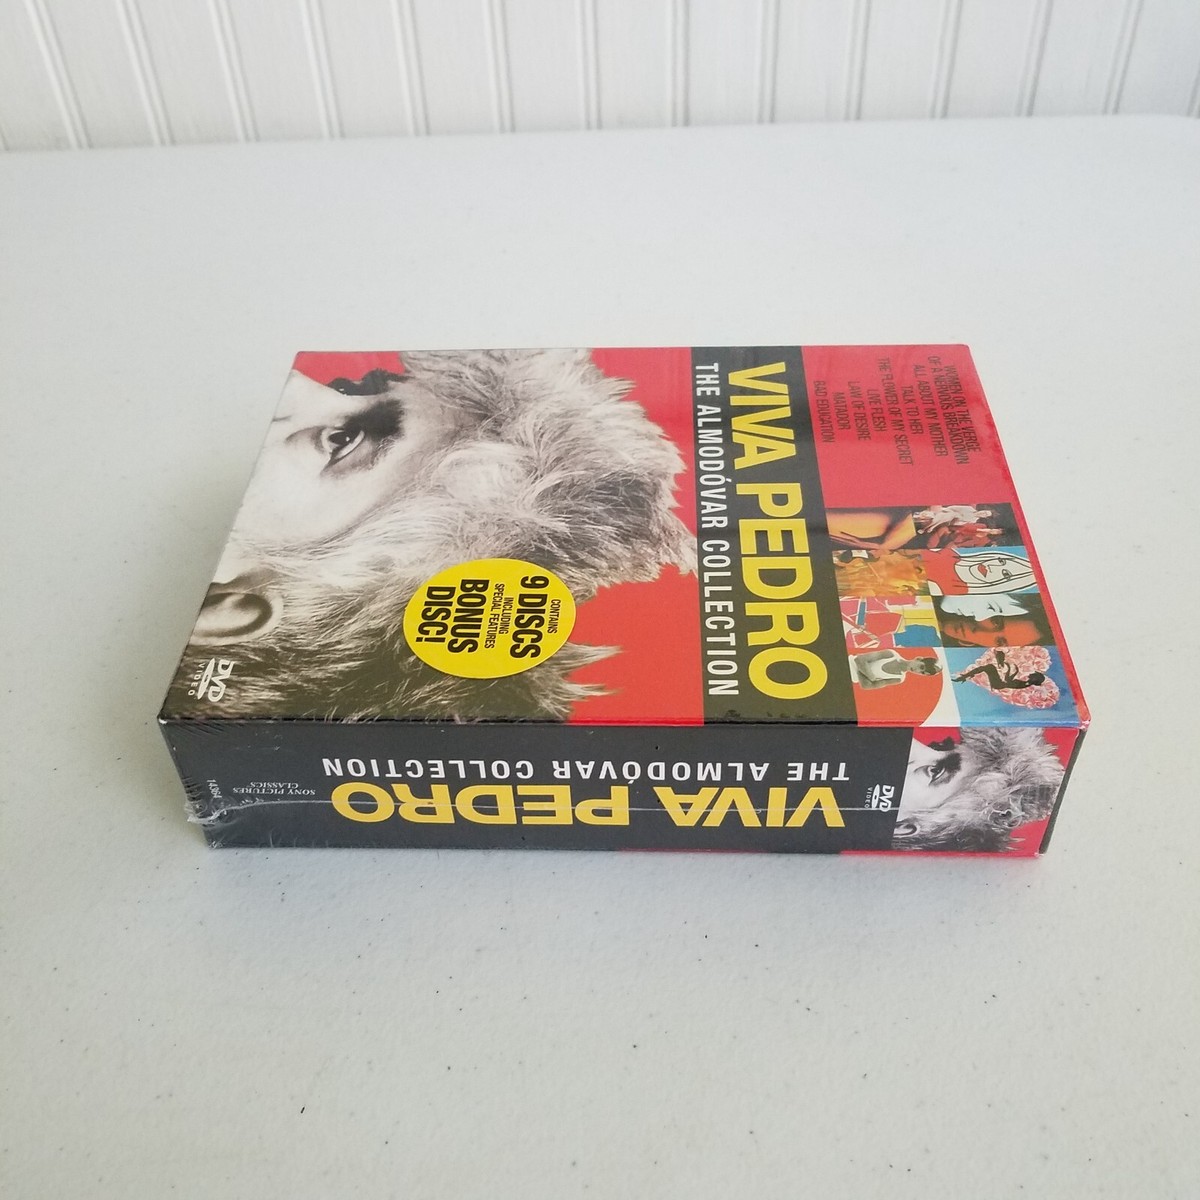 WOMEN ON THE VERGE
OF A NERVOUS BREAKDOWN
ALL ABOUT MY MOTHER
TALK TO HER
THE FLOWER OF MY SECRET
LIVE FLESH
LAW OF DESIRE
MATADOR
BAD EDUCATION
VIVA PEDRO
THE ALMODÓVAR COLLECTION
CONTAINS
9 DISCS
INCLUDING
SPECIAL FEATURES
BONUS
DISC!
DVD
VIDEO
DVD
VIDEO
VIVA PEDRO
THE ALMODÓVAR COLLECTION
SONY PICTURES
CLASSICS
14364